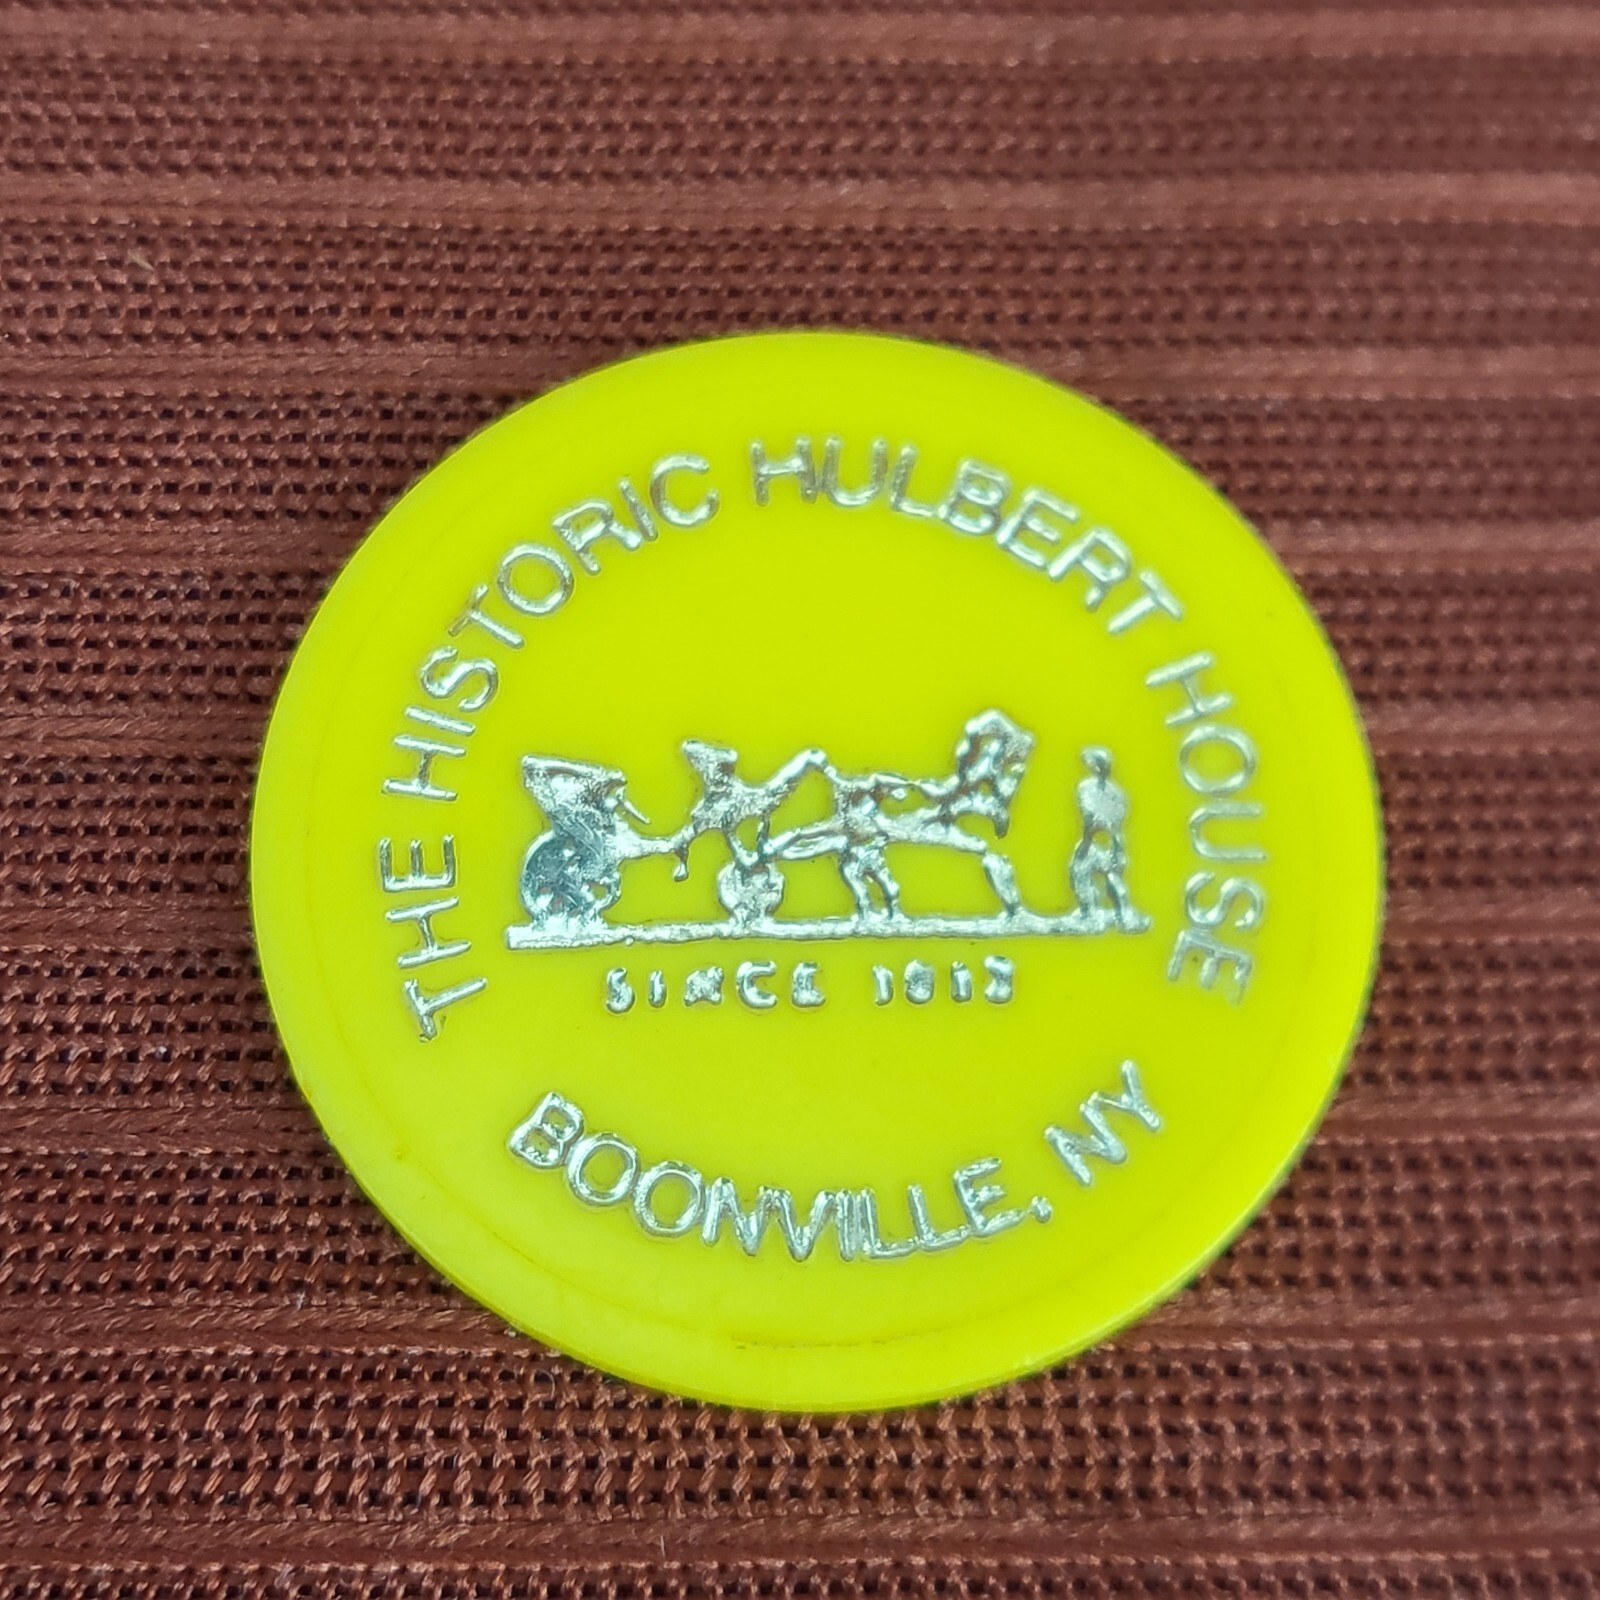 THE HISTORIC HULBERT HOUSE
SINCE 1812
BOONVILLE, NY